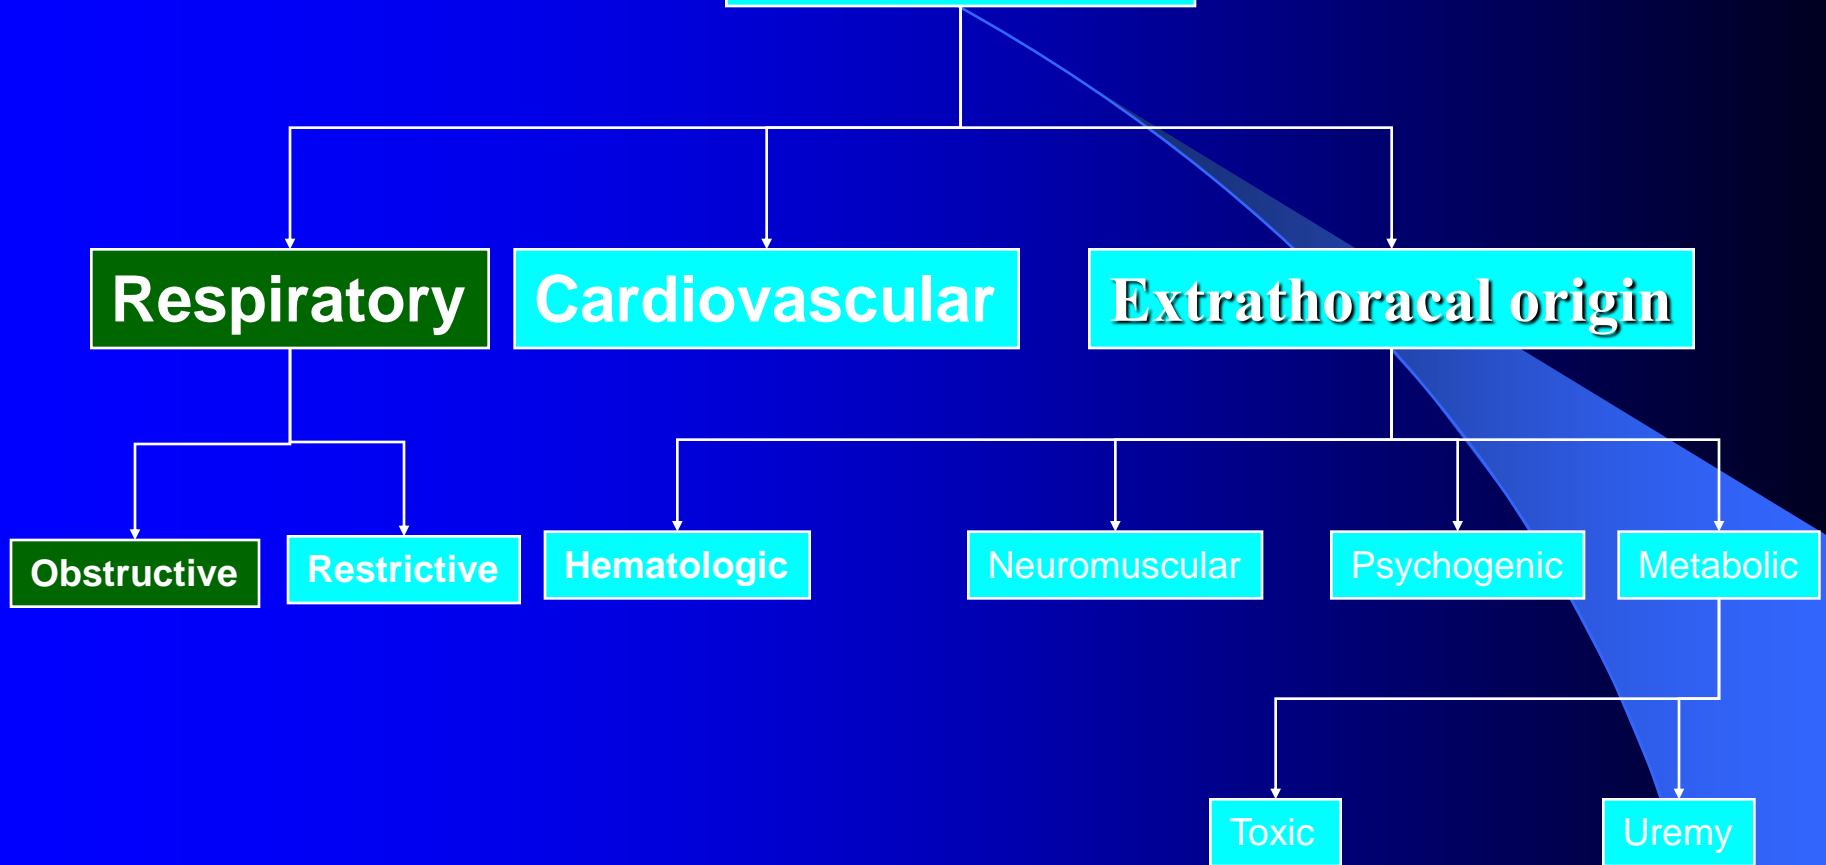 Respiratory
Cardiovascular
Extrathoracal origin
Obstructive
Restrictive
Hematologic
Neuromuscular
Psychogenic
Metabolic
Toxic
Uremy